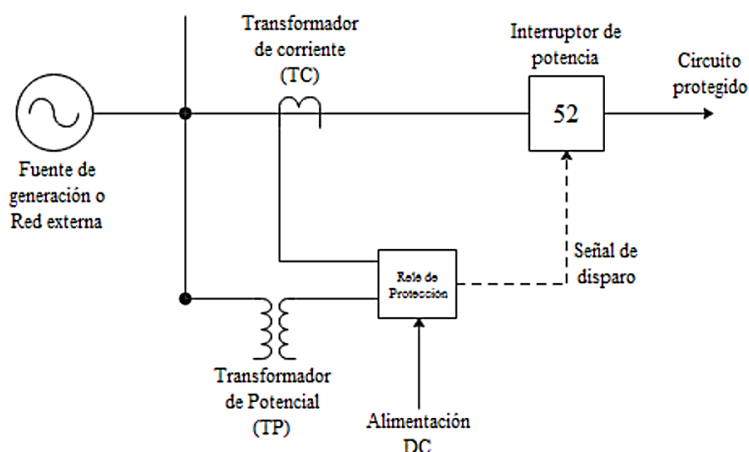 Transformador
de corriente
(TC)
Interruptor de
potencia
Circuito
protegido
52
Fuente de
generación o
Red externa
Señal de
disparo
Rele de
Protección
Transformador
de Potencial
(TP)
Alimentación
DC